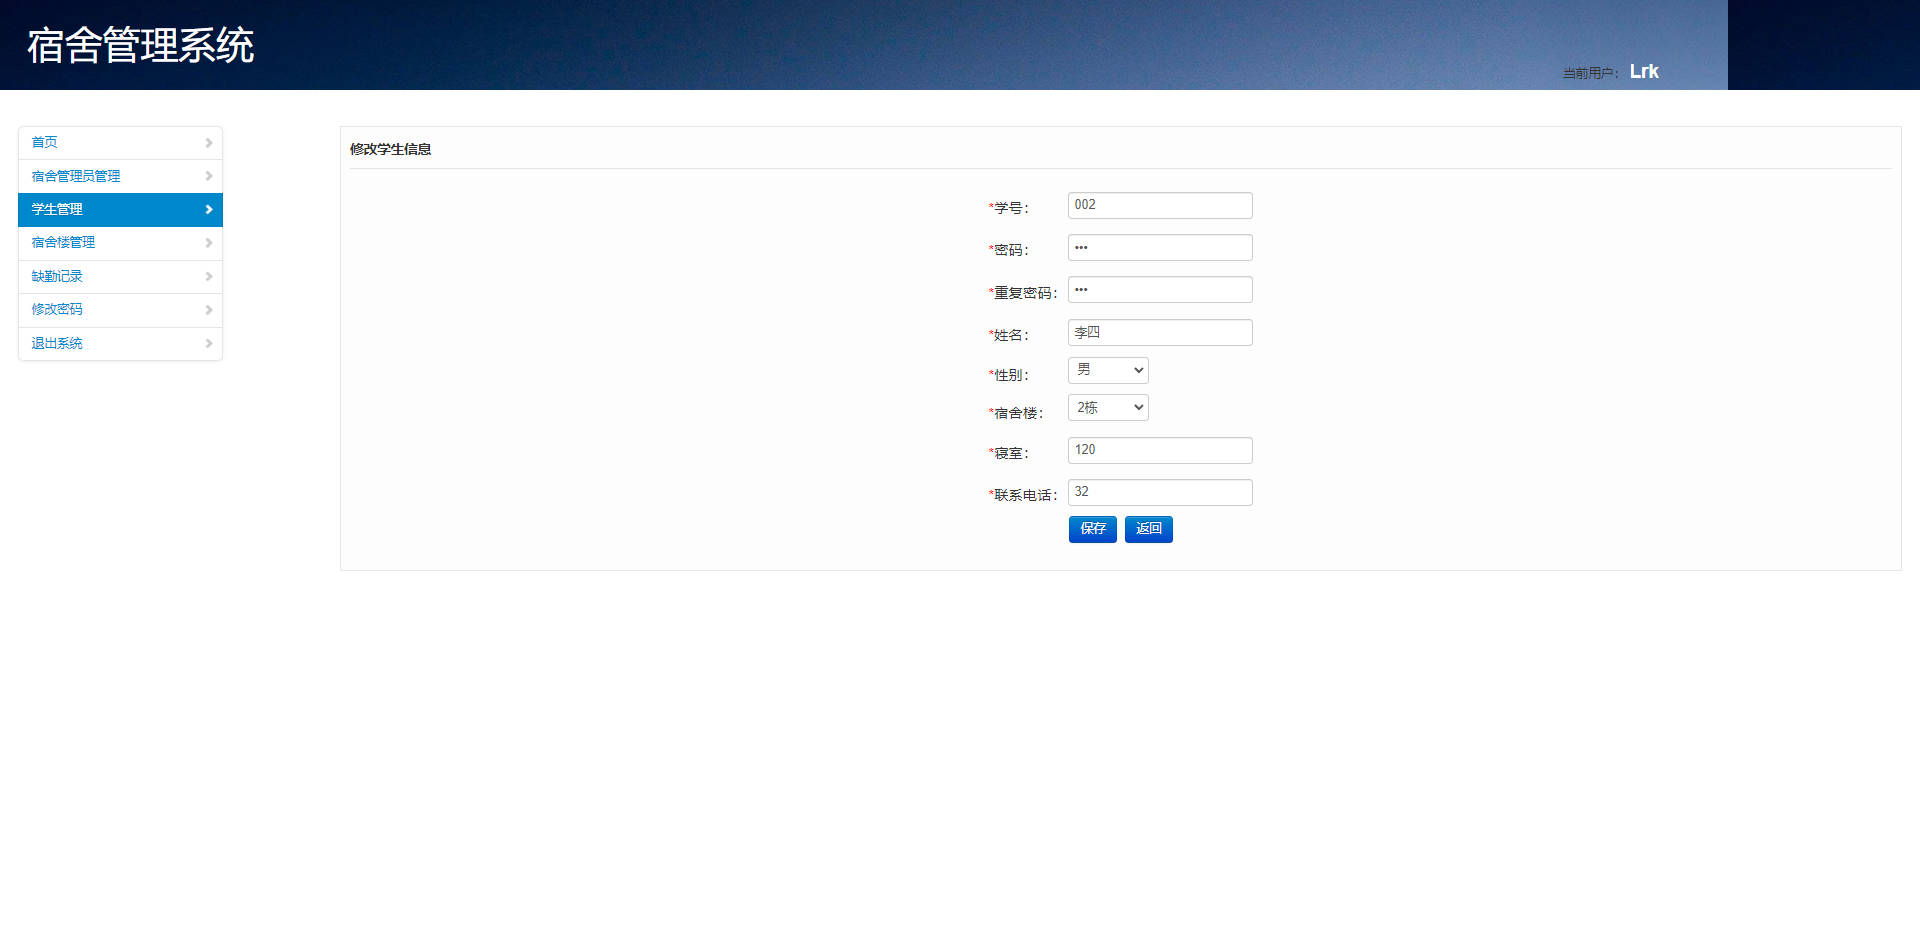 宿舍管理系统
当前用户： Lrk
首页
宿舍管理员管理
学生管理
宿舍楼管理
缺勤记录
修改密码
退出系统
修改学生信息
*学号： 002
*密码： •••
*重复密码： •••
*姓名： 李四
*性别： 男
*宿舍楼： 2栋
*寝室： 120
*联系电话： 32
保存 返回